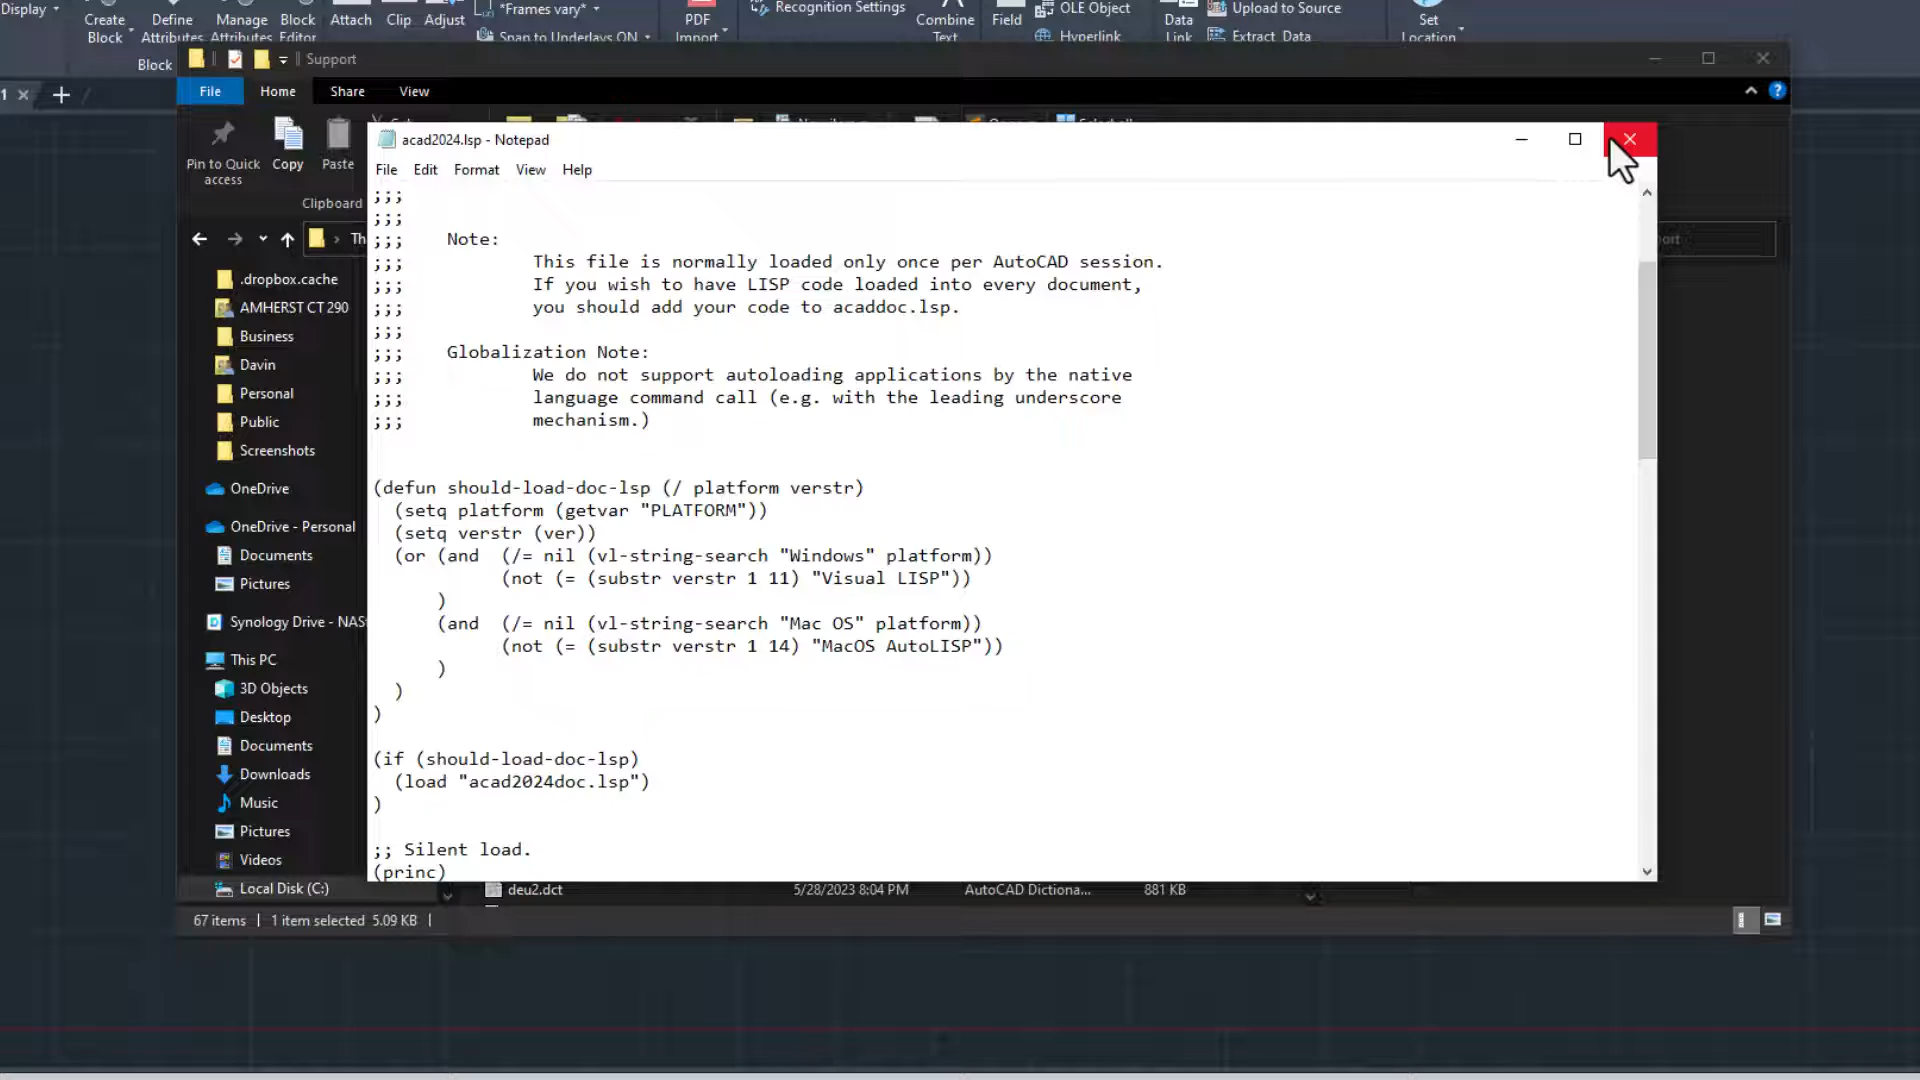 Display
Create
Block
Define
Attributes
Manage
Attributes
Block
Editor
Attach
Clip
Adjust
*Frames vary*
Snap to Underlays ON
PDF
Import
Recognition Settings
Combine
Text
Field
OLE Object
Hyperlink
Data
Link
Upload to Source
Extract Data
Set
Location
Block
Support
1
File
Home
Share
View
Pin to Quick
access
Copy
Paste
Clipboard
Th
.dropbox.cache
AMHERST CT 290
Business
Davin
Personal
Public
Screenshots
OneDrive
OneDrive - Personal
Documents
Pictures
Synology Drive - NAS
This PC
3D Objects
Desktop
Documents
Downloads
Music
Pictures
Videos
Local Disk (C:)
acad2024.lsp - Notepad
File Edit Format View Help
;;;
;;;
;;; Note:
;;; This file is normally loaded only once per AutoCAD session.
;;; If you wish to have LISP code loaded into every document,
;;; you should add your code to acaddoc.lsp.
;;;
;;; Globalization Note:
;;; We do not support autoloading applications by the native
;;; language command call (e.g. with the leading underscore
;;; mechanism.)
(defun should-load-doc-lsp (/ platform verstr)
(setq platform (getvar "PLATFORM"))
(setq verstr (ver))
(or (and (/= nil (vl-string-search "Windows" platform))
(not (= (substr verstr 1 11) "Visual LISP"))
)
(and (/= nil (vl-string-search "Mac OS" platform))
(not (= (substr verstr 1 14) "MacOS AutoLISP"))
)
)
)
(if (should-load-doc-lsp)
(load "acad2024doc.lsp")
)
;; Silent load.
(princ)
deu2.dct 5/28/2023 8:04 PM AutoCAD Dictiona... 881 KB
67 items 1 item selected 5.09 KB